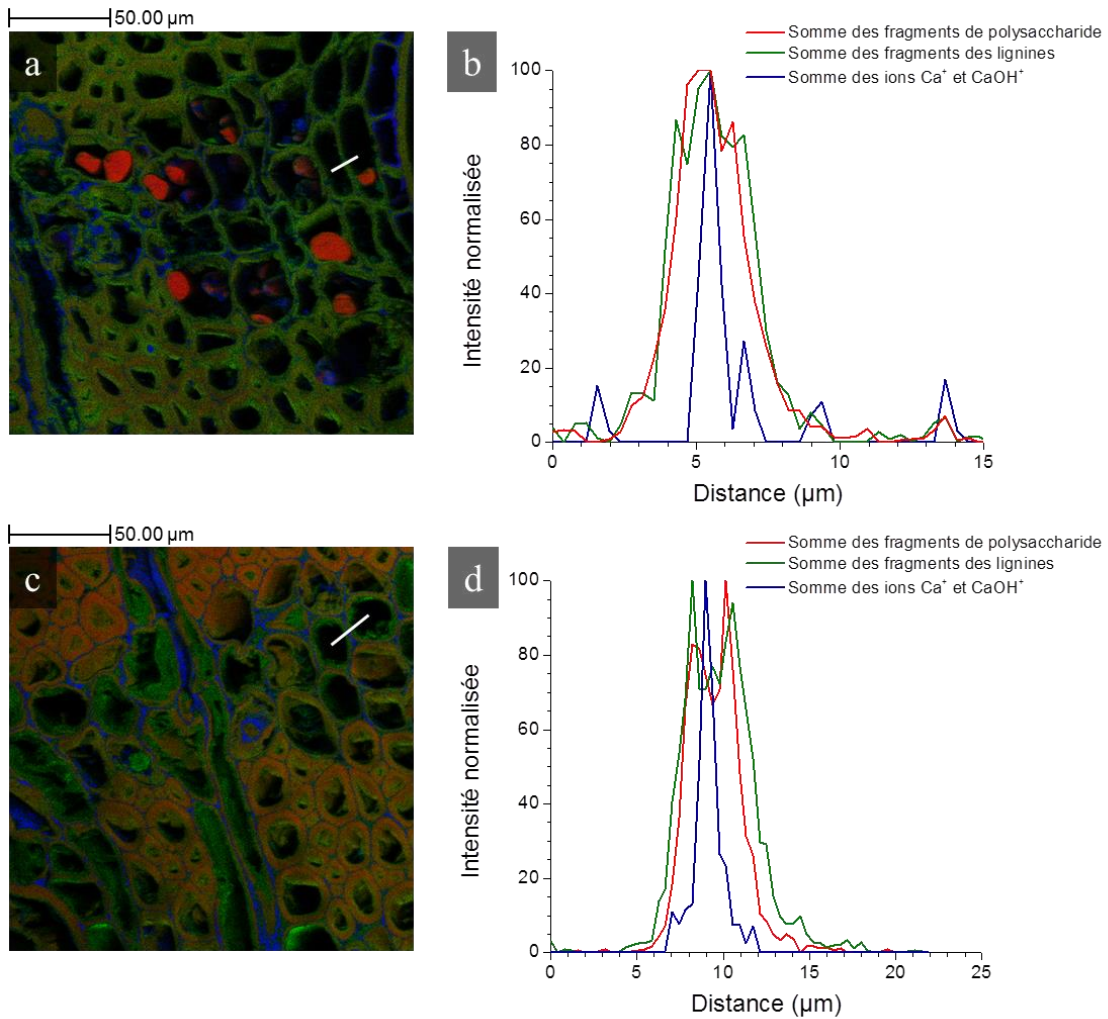 50.00 µm
a
b
Somme des fragments de polysaccharide
Somme des fragments des lignines
Somme des ions Ca⁺ et CaOH⁺
100
80
60
40
20
0
Intensité normalisée
0 5 10 15
Distance (µm)
50.00 µm
c
d
Somme des fragments de polysaccharide
Somme des fragments des lignines
Somme des ions Ca⁺ et CaOH⁺
100
80
60
40
20
0
Intensité normalisée
0 5 10 15 20 25
Distance (µm)